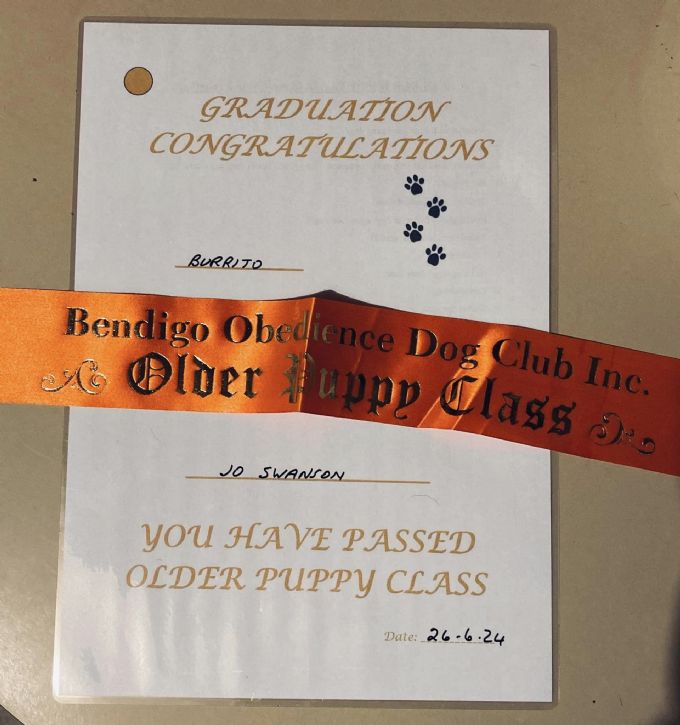 GRADUATION
CONGRATULATIONS
BURRITO
Bendigo Obedience Dog Club Inc.
Older Puppy Class
JO SWANSON
YOU HAVE PASSED
OLDER PUPPY CLASS
Date: 26-6-24